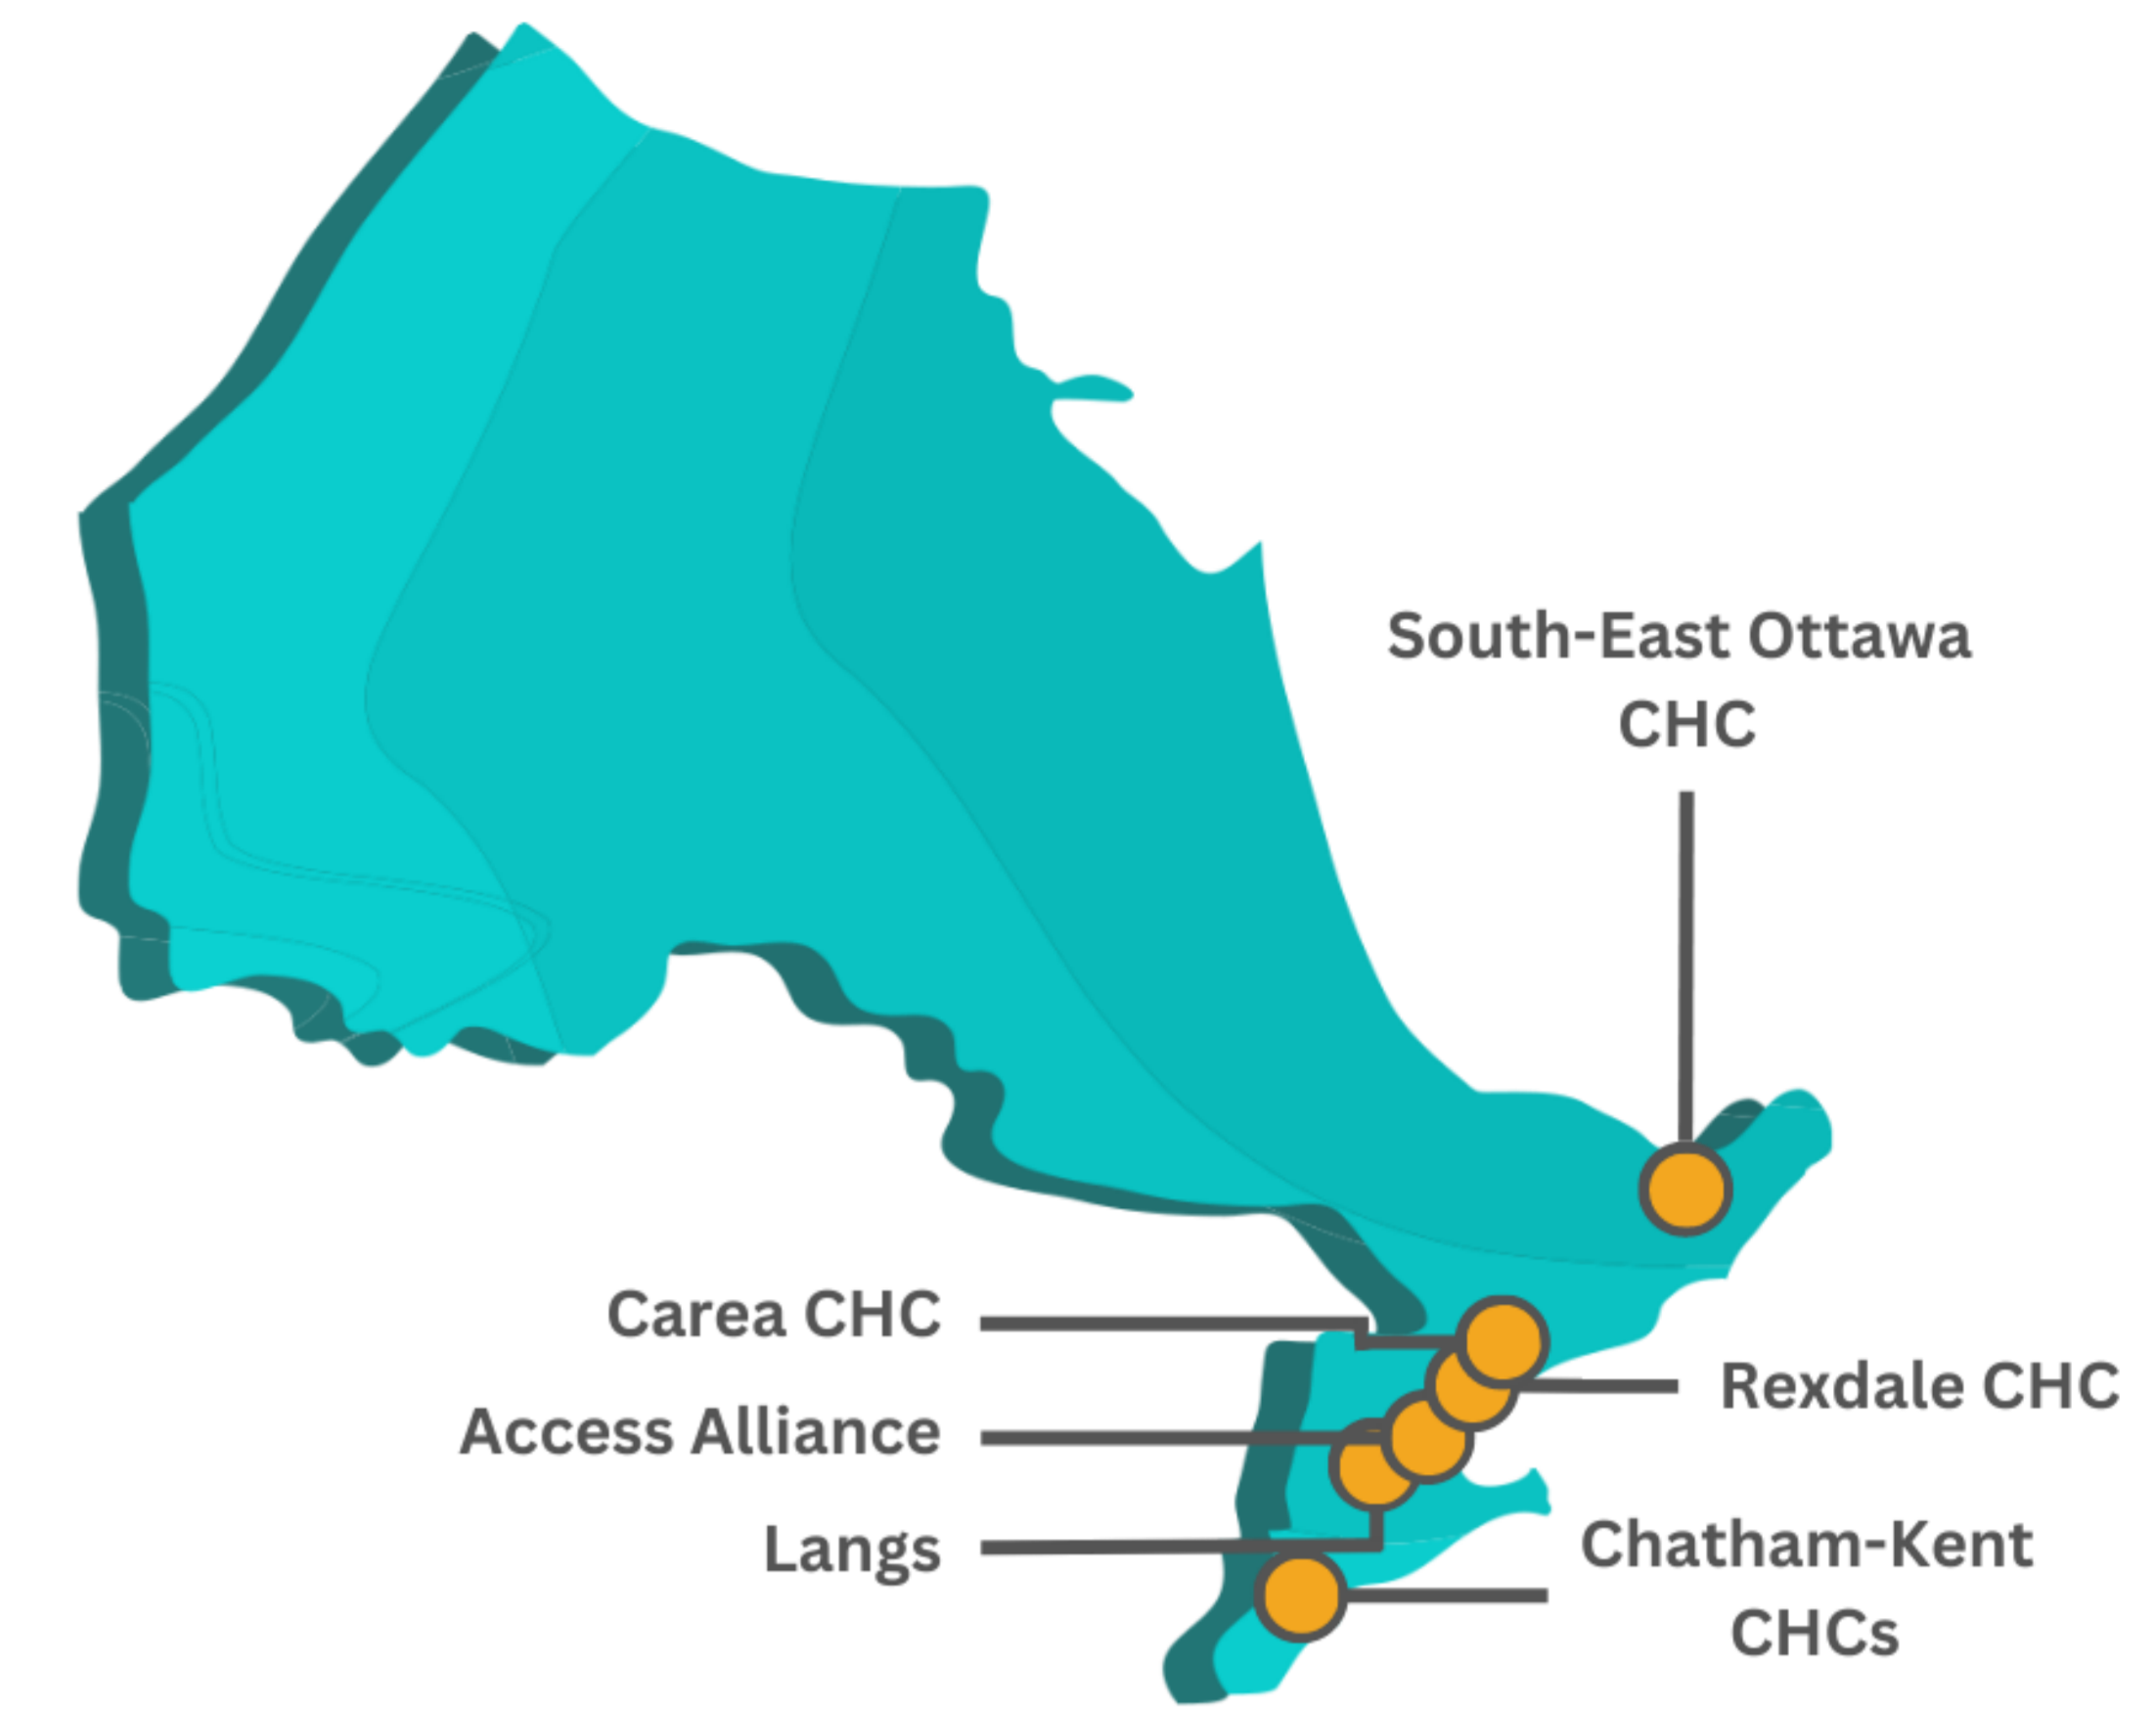 South-East Ottawa
CHC
Carea CHC
Rexdale CHC
Access Alliance
Langs
Chatham-Kent
CHCs